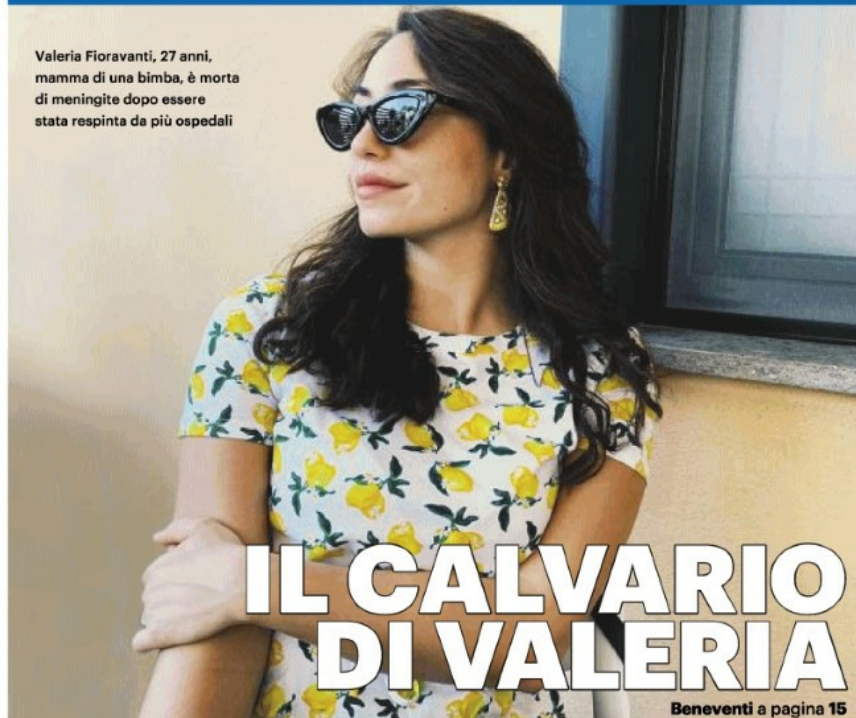 Valeria Fioravanti, 27 anni,
mamma di una bimba, è morta
di meningite dopo essere
stata respinta da più ospedali
IL CALVARIO
DI VALERIA
Beneventi a pagina 15